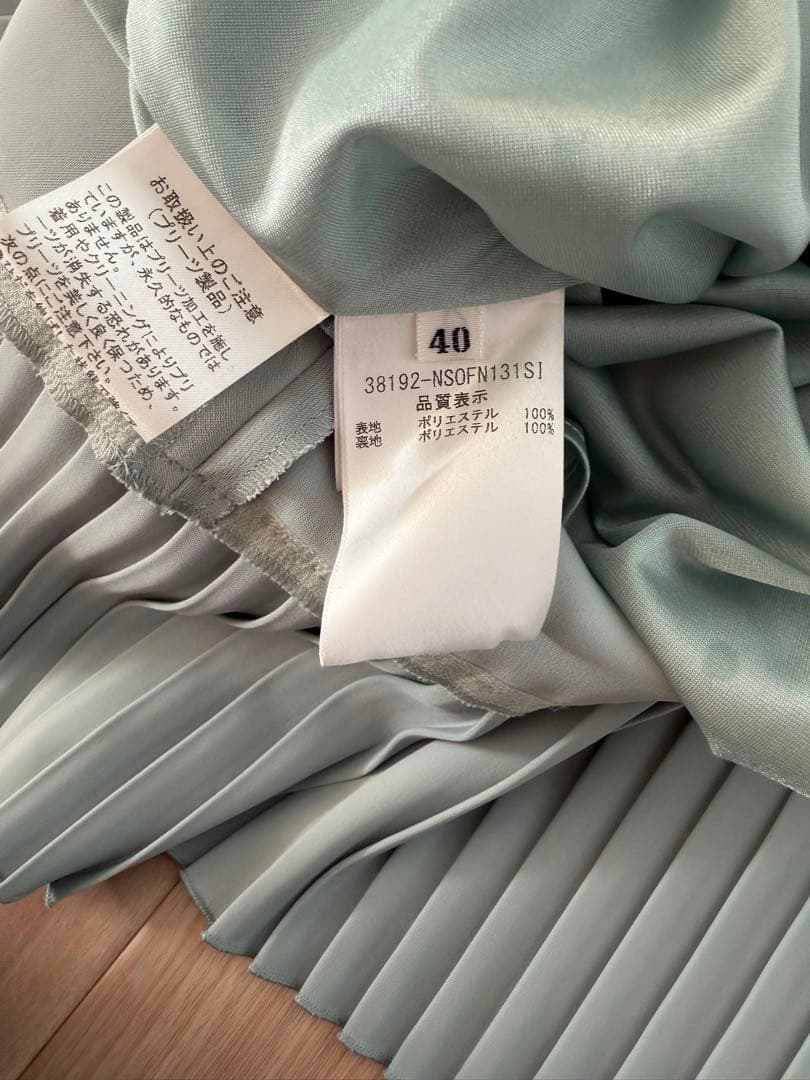 お取扱い上のご注意
(プリーツ製品)
この製品はプリーツ加工を施し
ていますが、永久的なものでは
ありません。
着用やクリーニングによりプリ
ーツが消失する恐れがあります。
プリーツを美しく良く保つため、
次の点にご注意下さい。
40
38192-NSOFN131SI
品質表示
表地 ポリエステル 100%
裏地 ポリエステル 100%